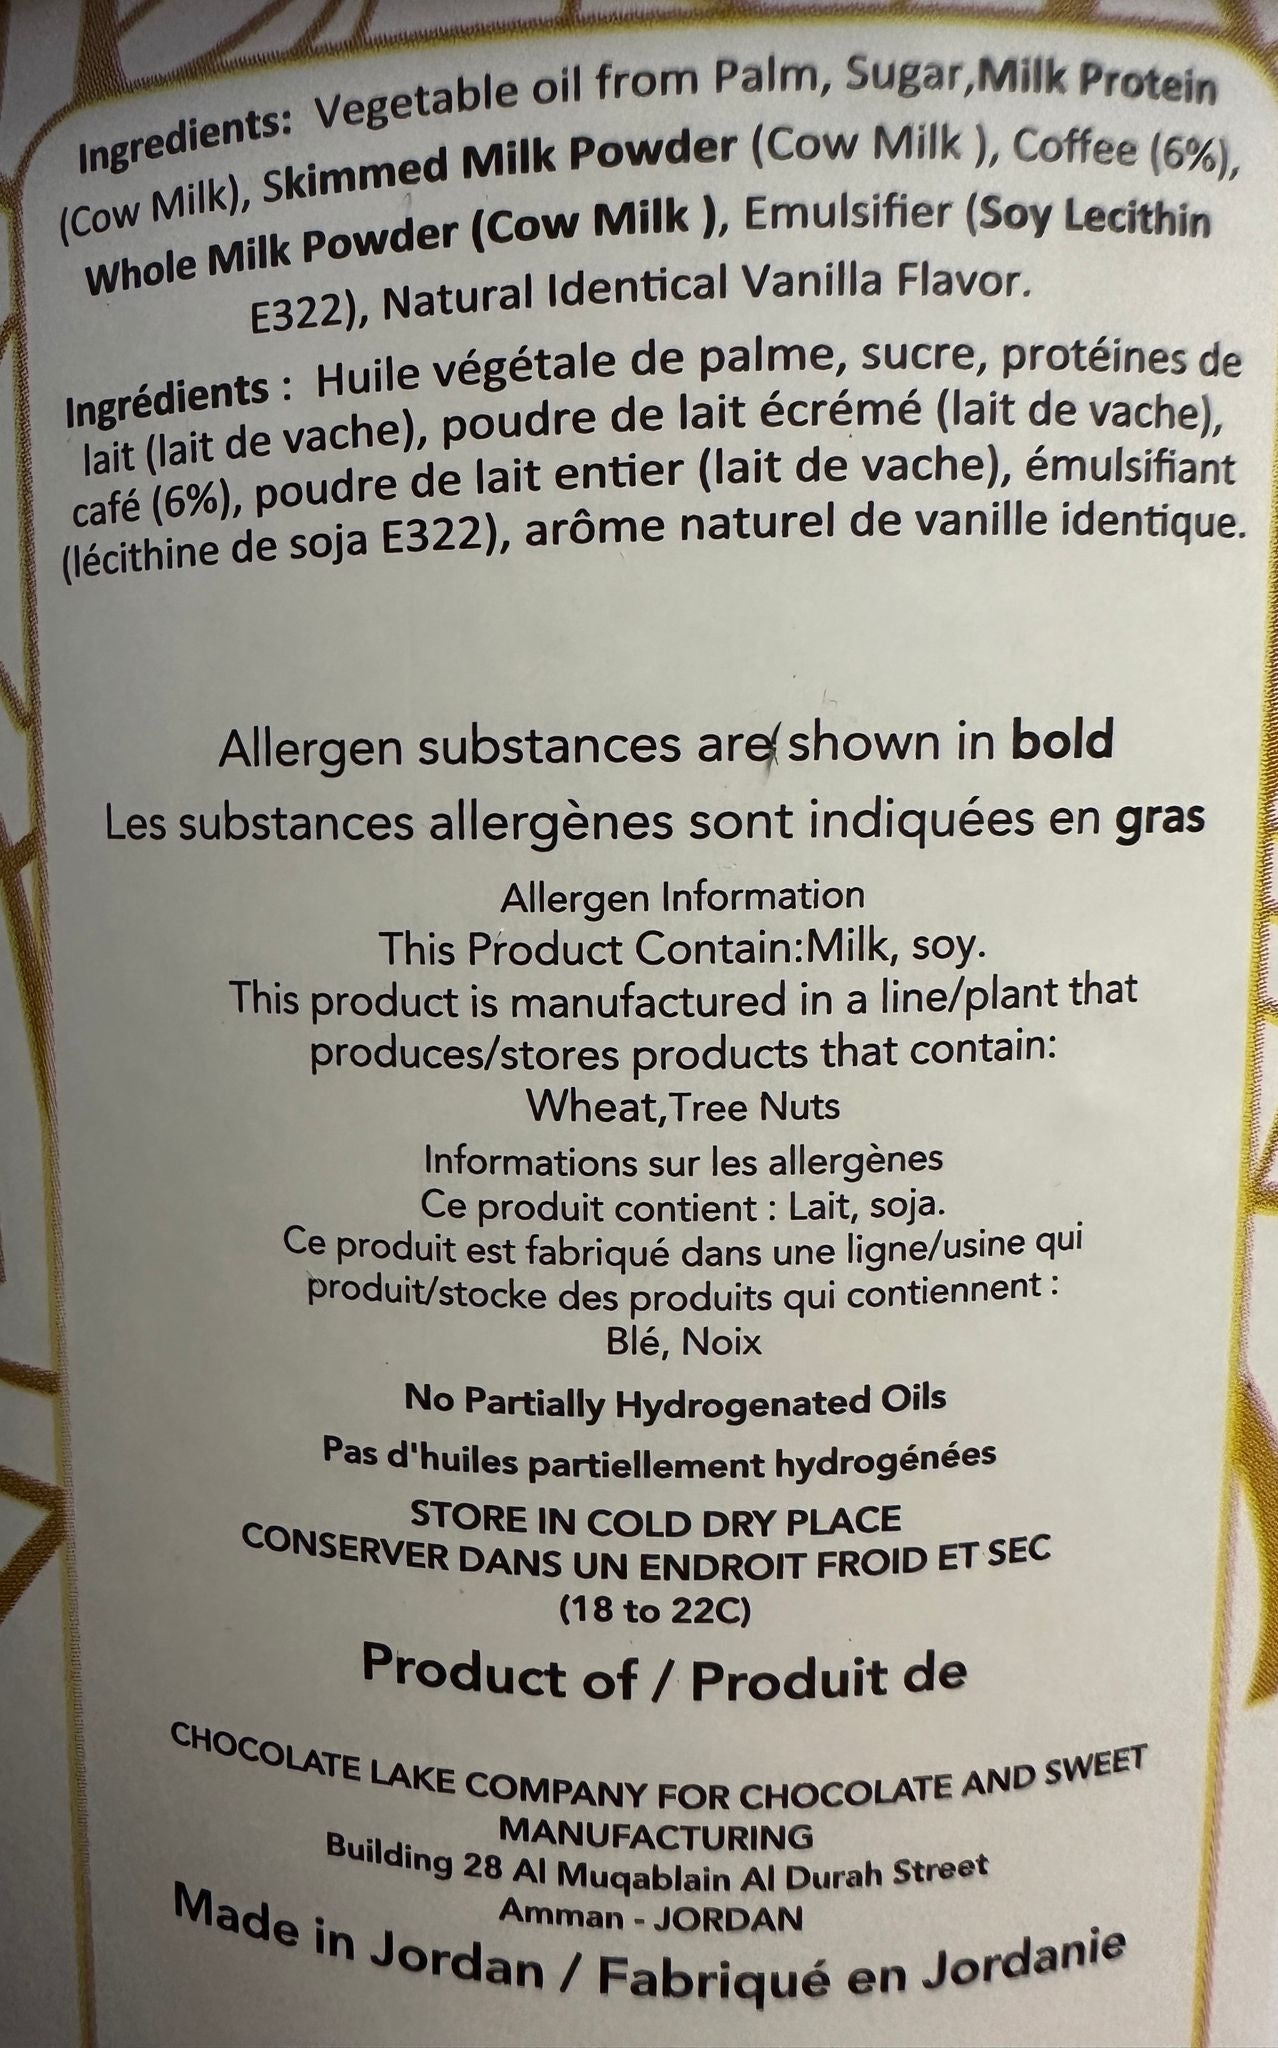 Ingredients: Vegetable oil from Palm, Sugar,Milk Protein
(Cow Milk), Skimmed Milk Powder (Cow Milk ), Coffee (6%),
Whole Milk Powder (Cow Milk ), Emulsifier (Soy Lecithin
E322), Natural Identical Vanilla Flavor.
Ingrédients : Huile végétale de palme, sucre, protéines de
lait (lait de vache), poudre de lait écrémé (lait de vache),
café (6%), poudre de lait entier (lait de vache), émulsifiant
(lécithine de soja E322), arôme naturel de vanille identique.
Allergen substances are shown in bold
Les substances allergènes sont indiquées en gras
Allergen Information
This Product Contain:Milk, soy.
This product is manufactured in a line/plant that
produces/stores products that contain:
Wheat,Tree Nuts
Informations sur les allergènes
Ce produit contient : Lait, soja.
Ce produit est fabriqué dans une ligne/usine qui
produit/stocke des produits qui contiennent :
Blé, Noix
No Partially Hydrogenated Oils
Pas d'huiles partiellement hydrogénées
STORE IN COLD DRY PLACE
CONSERVER DANS UN ENDROIT FROID ET SEC
(18 to 22C)
Product of / Produit de
CHOCOLATE LAKE COMPANY FOR CHOCOLATE AND SWEET
MANUFACTURING
Building 28 Al Muqablain Al Durah Street
Amman - JORDAN
Made in Jordan / Fabriqué en Jordanie